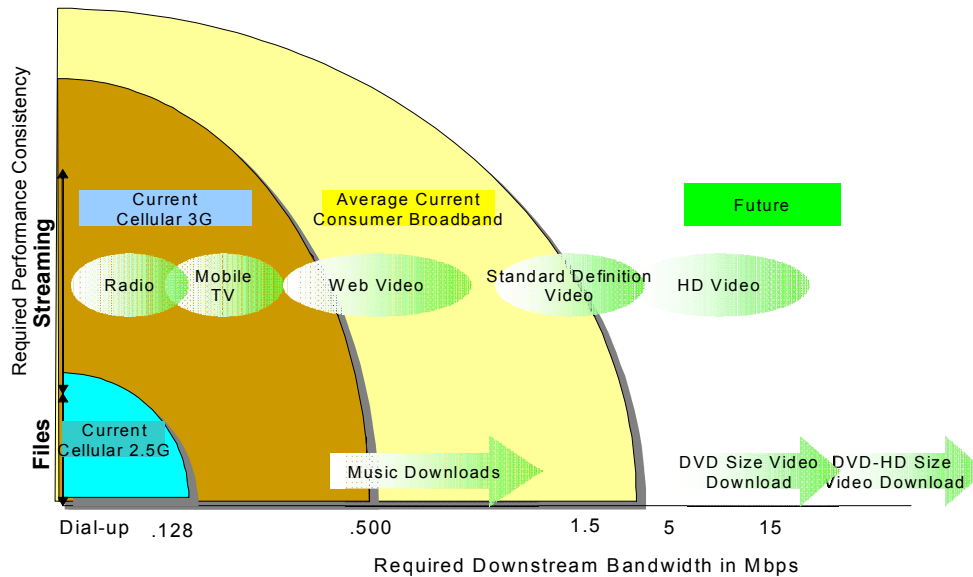 Required Performance Consistency
Streaming
Files
Current
Cellular 3G
Average Current
Consumer Broadband
Future
Radio
Mobile
TV
Web Video
Standard Definition
Video
HD Video
Current
Cellular 2.5G
Music Downloads
DVD Size Video
Download
DVD-HD Size
Video Download
Dial-up
.128
.500
1.5
5
15
Required Downstream Bandwidth in Mbps